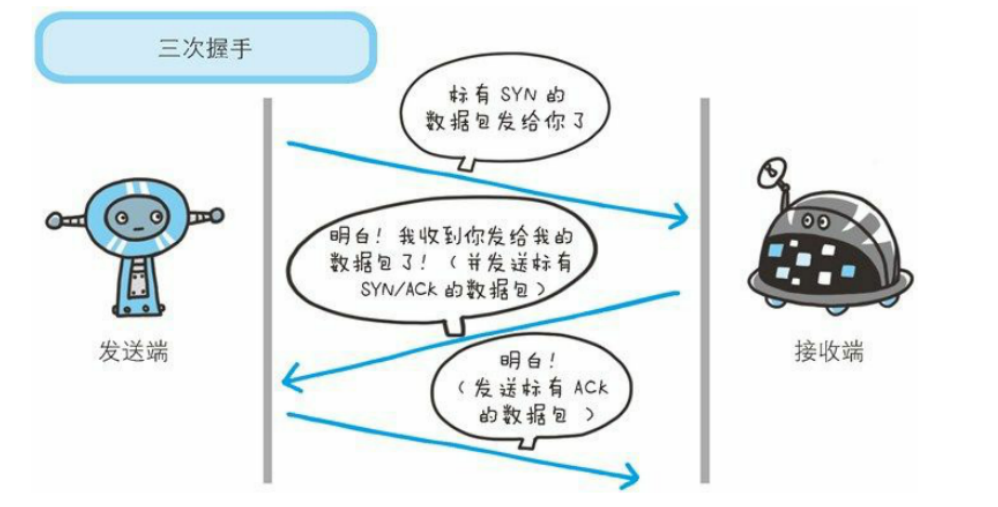 三次握手
标有 SYN 的
数据包发给你了
明白！我收到你发给我的
数据包了！（并发送标有
SYN/ACK 的数据包）
明白！
（发送标有 ACK
的数据包 ）
发送端
接收端